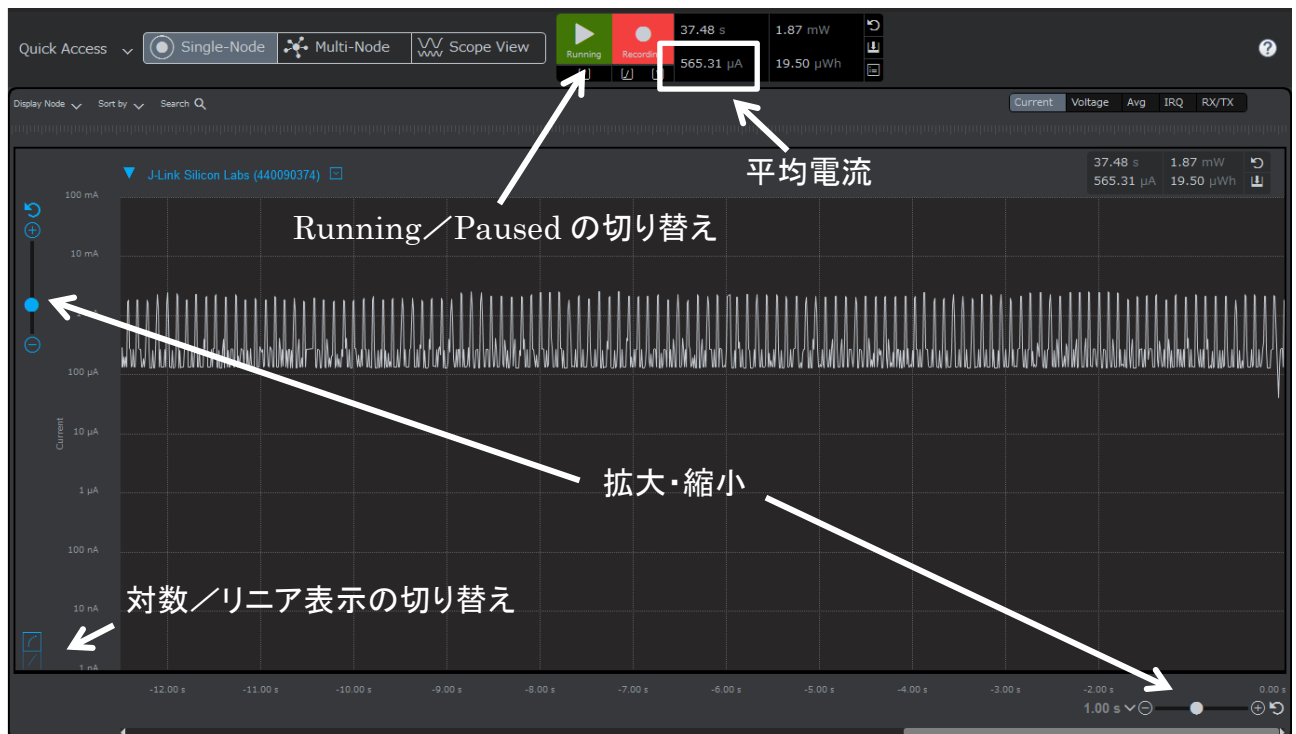 Quick Access Single-Node Multi-Node Scope View Running Recording 37.48 s 1.87 mW
565.31 µA 19.50 µWh
Display Node Sort by Search Current Voltage Avg IRQ RX/TX
平均電流
J-Link Silicon Labs (440090374) 37.48 s 1.87 mW
565.31 µA 19.50 µWh
Running／Paused の切り替え
100 mA
10 mA
100 µA
10 µA
1 µA
100 nA
10 nA
1 nA
Current
拡大・縮小
対数／リニア表示の切り替え
-12.00 s -11.00 s -10.00 s -9.00 s -8.00 s -7.00 s -6.00 s -5.00 s -4.00 s -3.00 s -2.00 s 0.00 s
1.00 s